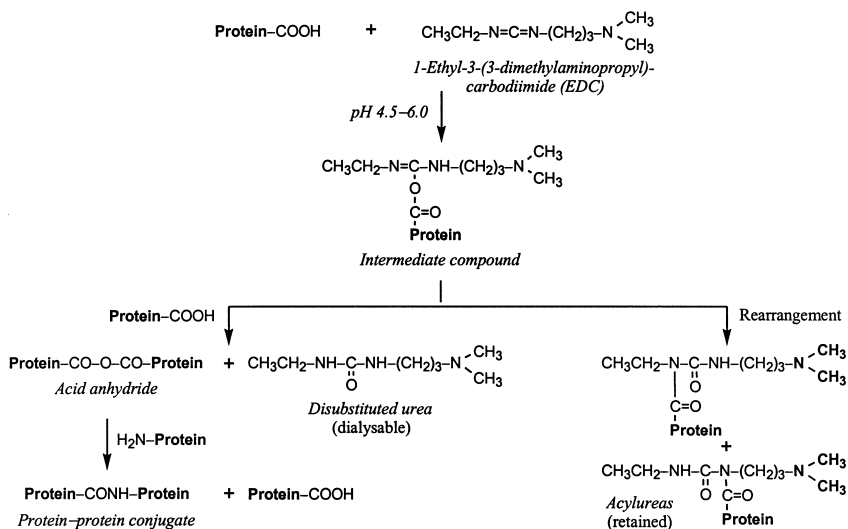 Protein–COOH + CH3CH2–N=C=N–(CH2)3–N CH3 CH3
1-Ethyl-3-(3-dimethylaminopropyl)-
carbodiimide (EDC)
pH 4.5–6.0
CH3CH2–N=C–NH–(CH2)3–N CH3 CH3
O
C=O
Protein
Intermediate compound
Protein–COOH
Rearrangement
Protein–CO–O–CO–Protein + CH3CH2–NH–C–NH–(CH2)3–N CH3 CH3
O
Acid anhydride
Disubstituted urea
(dialysable)
CH3CH2–N–C–NH–(CH2)3–N CH3 CH3
O
C=O
Protein
+
H2N–Protein
Protein–CONH–Protein + Protein–COOH
Protein–protein conjugate
CH3CH2–NH–C–N–(CH2)3–N CH3 CH3
O C=O
Protein
Acylureas
(retained)